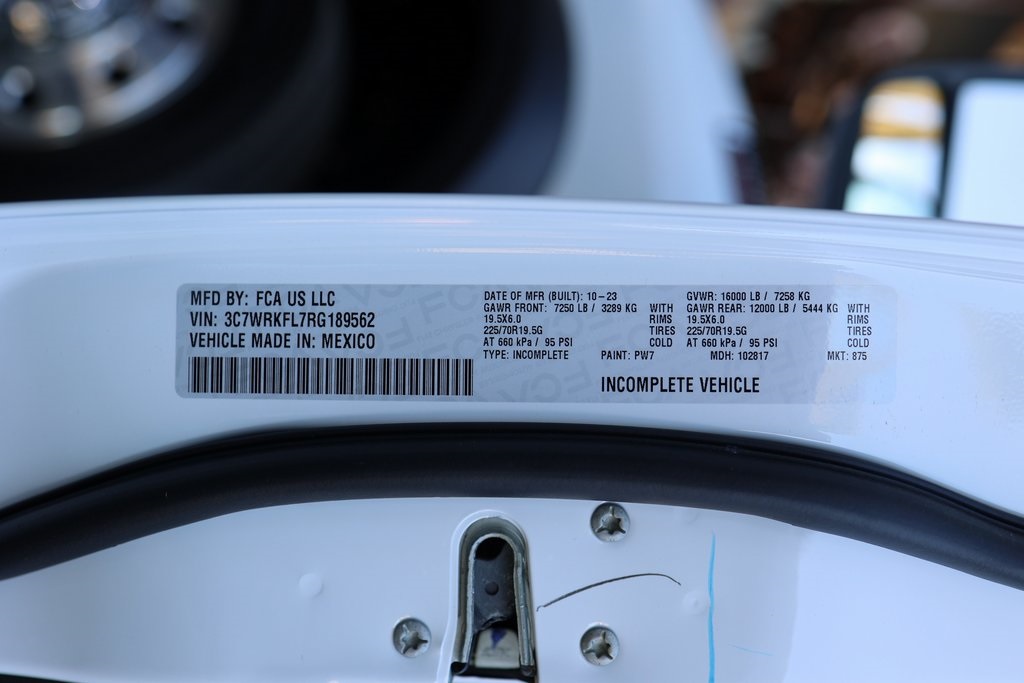 MFD BY: FCA US LLC
VIN: 3C7WRKFL7RG189562
VEHICLE MADE IN: MEXICO
DATE OF MFR (BUILT): 10-23
GAWR FRONT: 7250 LB / 3289 KG WITH
19.5X6.0 RIMS
225/70R19.5G TIRES
AT 660 kPa / 95 PSI COLD
TYPE: INCOMPLETE
GVWR: 16000 LB / 7258 KG
GAWR REAR: 12000 LB / 5444 KG WITH
19.5X6.0 RIMS
225/70R19.5G TIRES
AT 660 kPa / 95 PSI COLD
PAINT: PW7 MDH: 102817 MKT: 875
INCOMPLETE VEHICLE